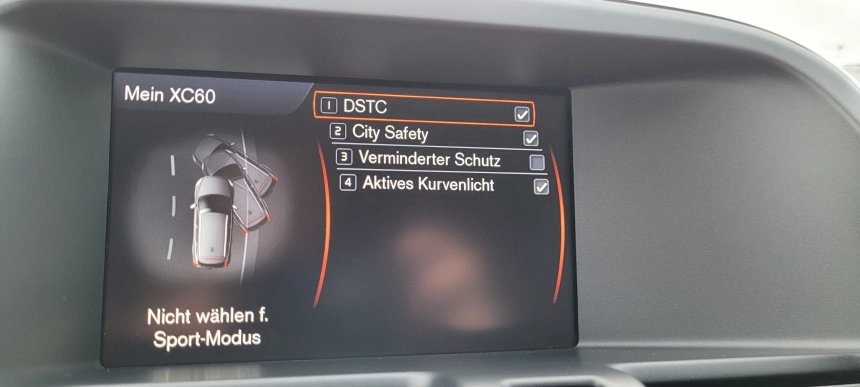 Mein XC60
1 DSTC
2 City Safety
3 Verminderter Schutz
4 Aktives Kurvenlicht
Nicht wählen f.
Sport-Modus